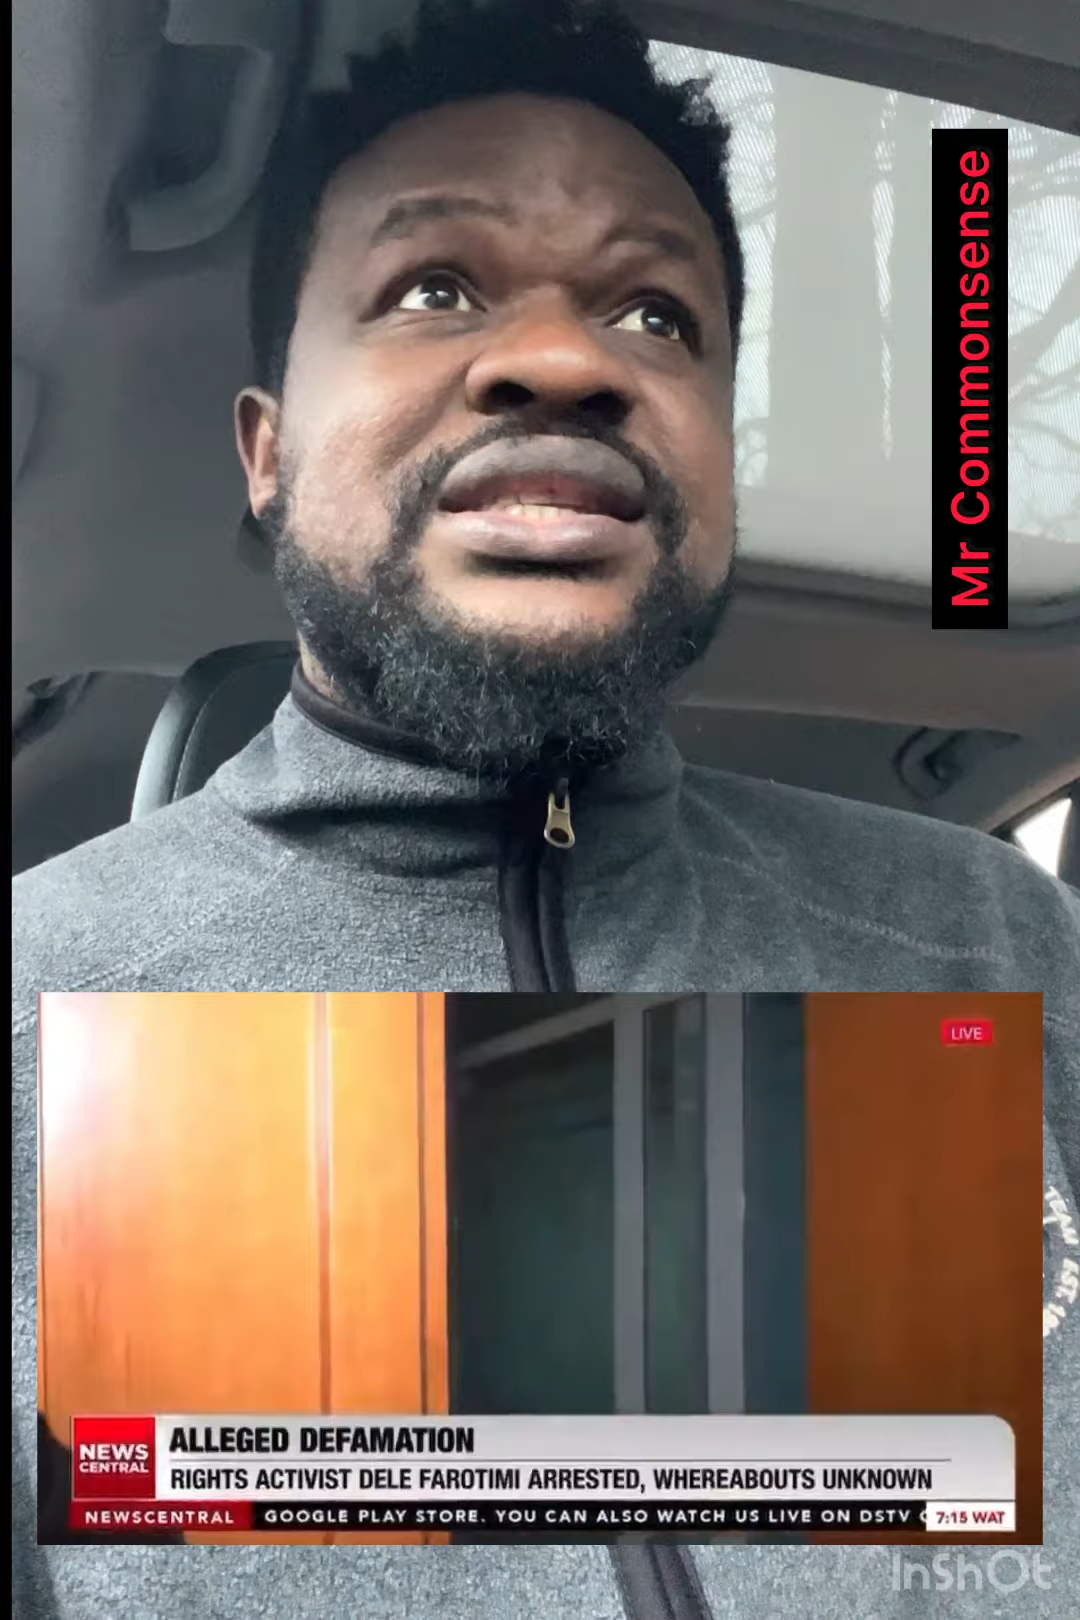 Mr Commonsense
LIVE
NEWS
CENTRAL
ALLEGED DEFAMATION
RIGHTS ACTIVIST DELE FAROTIMI ARRESTED, WHEREABOUTS UNKNOWN
NEWSCENTRAL
GOOGLE PLAY STORE. YOU CAN ALSO WATCH US LIVE ON DSTV
7:15 WAT
EST.
InShOt